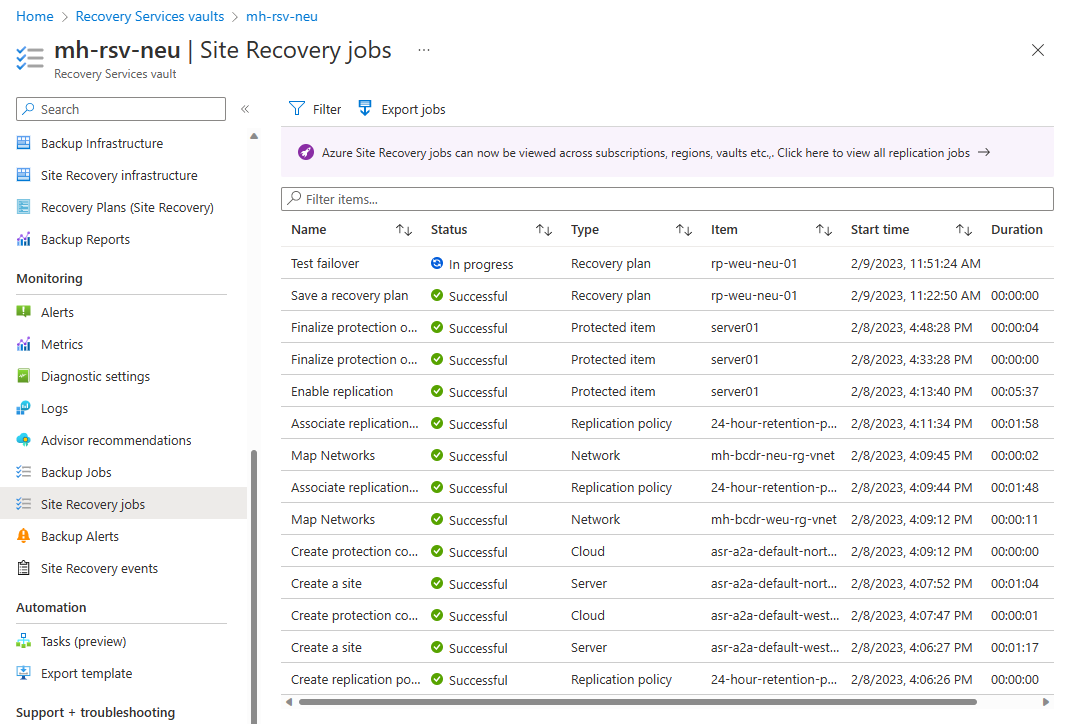 Home > Recovery Services vaults > mh-rsv-neu
mh-rsv-neu | Site Recovery jobs ...
Recovery Services vault
Search
Backup Infrastructure
Site Recovery infrastructure
Recovery Plans (Site Recovery)
Backup Reports
Monitoring
Alerts
Metrics
Diagnostic settings
Logs
Advisor recommendations
Backup Jobs
Site Recovery jobs
Backup Alerts
Site Recovery events
Automation
Tasks (preview)
Export template
Support + troubleshooting
Filter Export jobs
Azure Site Recovery jobs can now be viewed across subscriptions, regions, vaults etc.,. Click here to view all replication jobs →
Filter items...
Name Status Type Item Start time Duration
Test failover In progress Recovery plan rp-weu-neu-01 2/9/2023, 11:51:24 AM
Save a recovery plan Successful Recovery plan rp-weu-neu-01 2/9/2023, 11:22:50 AM 00:00:00
Finalize protection o... Successful Protected item server01 2/8/2023, 4:48:28 PM 00:00:04
Finalize protection o... Successful Protected item server01 2/8/2023, 4:33:28 PM 00:00:00
Enable replication Successful Protected item server01 2/8/2023, 4:13:40 PM 00:05:37
Associate replication... Successful Replication policy 24-hour-retention-p... 2/8/2023, 4:11:34 PM 00:01:58
Map Networks Successful Network mh-bcdr-neu-rg-vnet 2/8/2023, 4:09:45 PM 00:00:02
Associate replication... Successful Replication policy 24-hour-retention-p... 2/8/2023, 4:09:44 PM 00:01:48
Map Networks Successful Network mh-bcdr-weu-rg-vnet 2/8/2023, 4:09:12 PM 00:00:11
Create protection co... Successful Cloud asr-a2a-default-nort... 2/8/2023, 4:09:12 PM 00:00:00
Create a site Successful Server asr-a2a-default-nort... 2/8/2023, 4:07:52 PM 00:01:04
Create protection co... Successful Cloud asr-a2a-default-west... 2/8/2023, 4:07:47 PM 00:00:01
Create a site Successful Server asr-a2a-default-west... 2/8/2023, 4:06:27 PM 00:01:17
Create replication po... Successful Replication policy 24-hour-retention-p... 2/8/2023, 4:06:26 PM 00:00:00